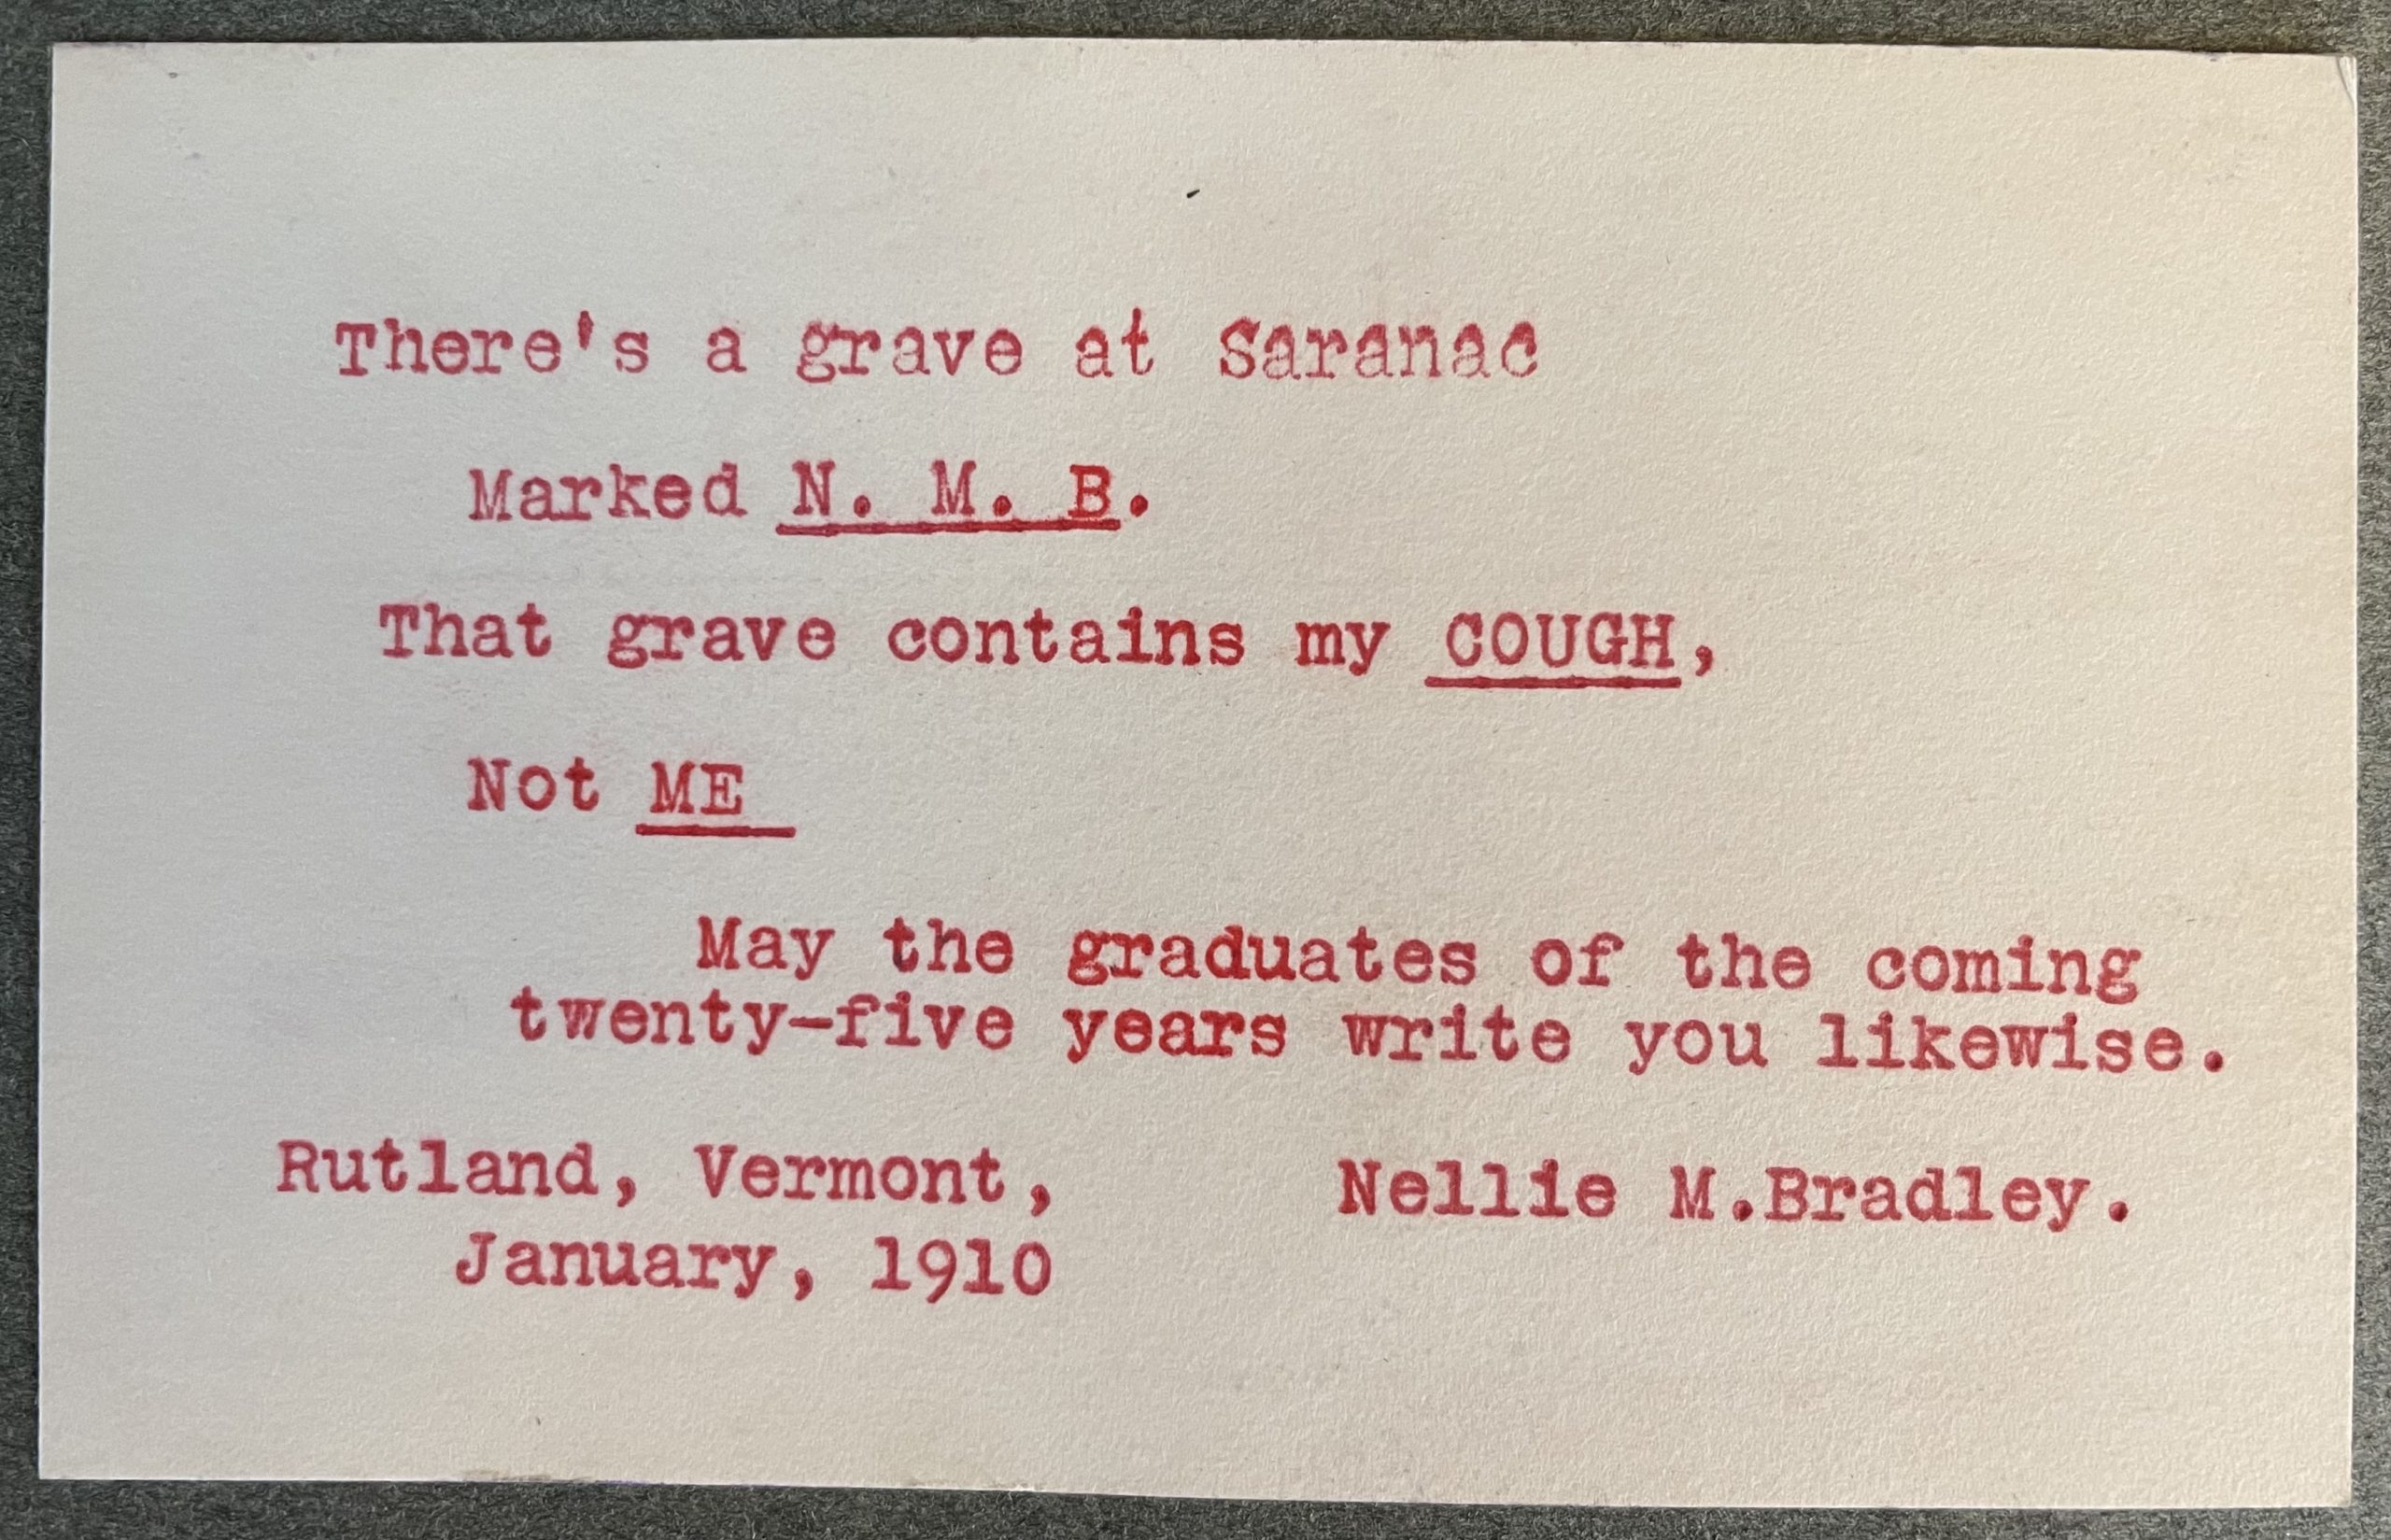 There's a grave at Saranac
Marked N. M. B.
That grave contains my COUGH,
Not ME
May the graduates of the coming
twenty-five years write you likewise.
Rutland, Vermont, Nellie M.Bradley.
January, 1910